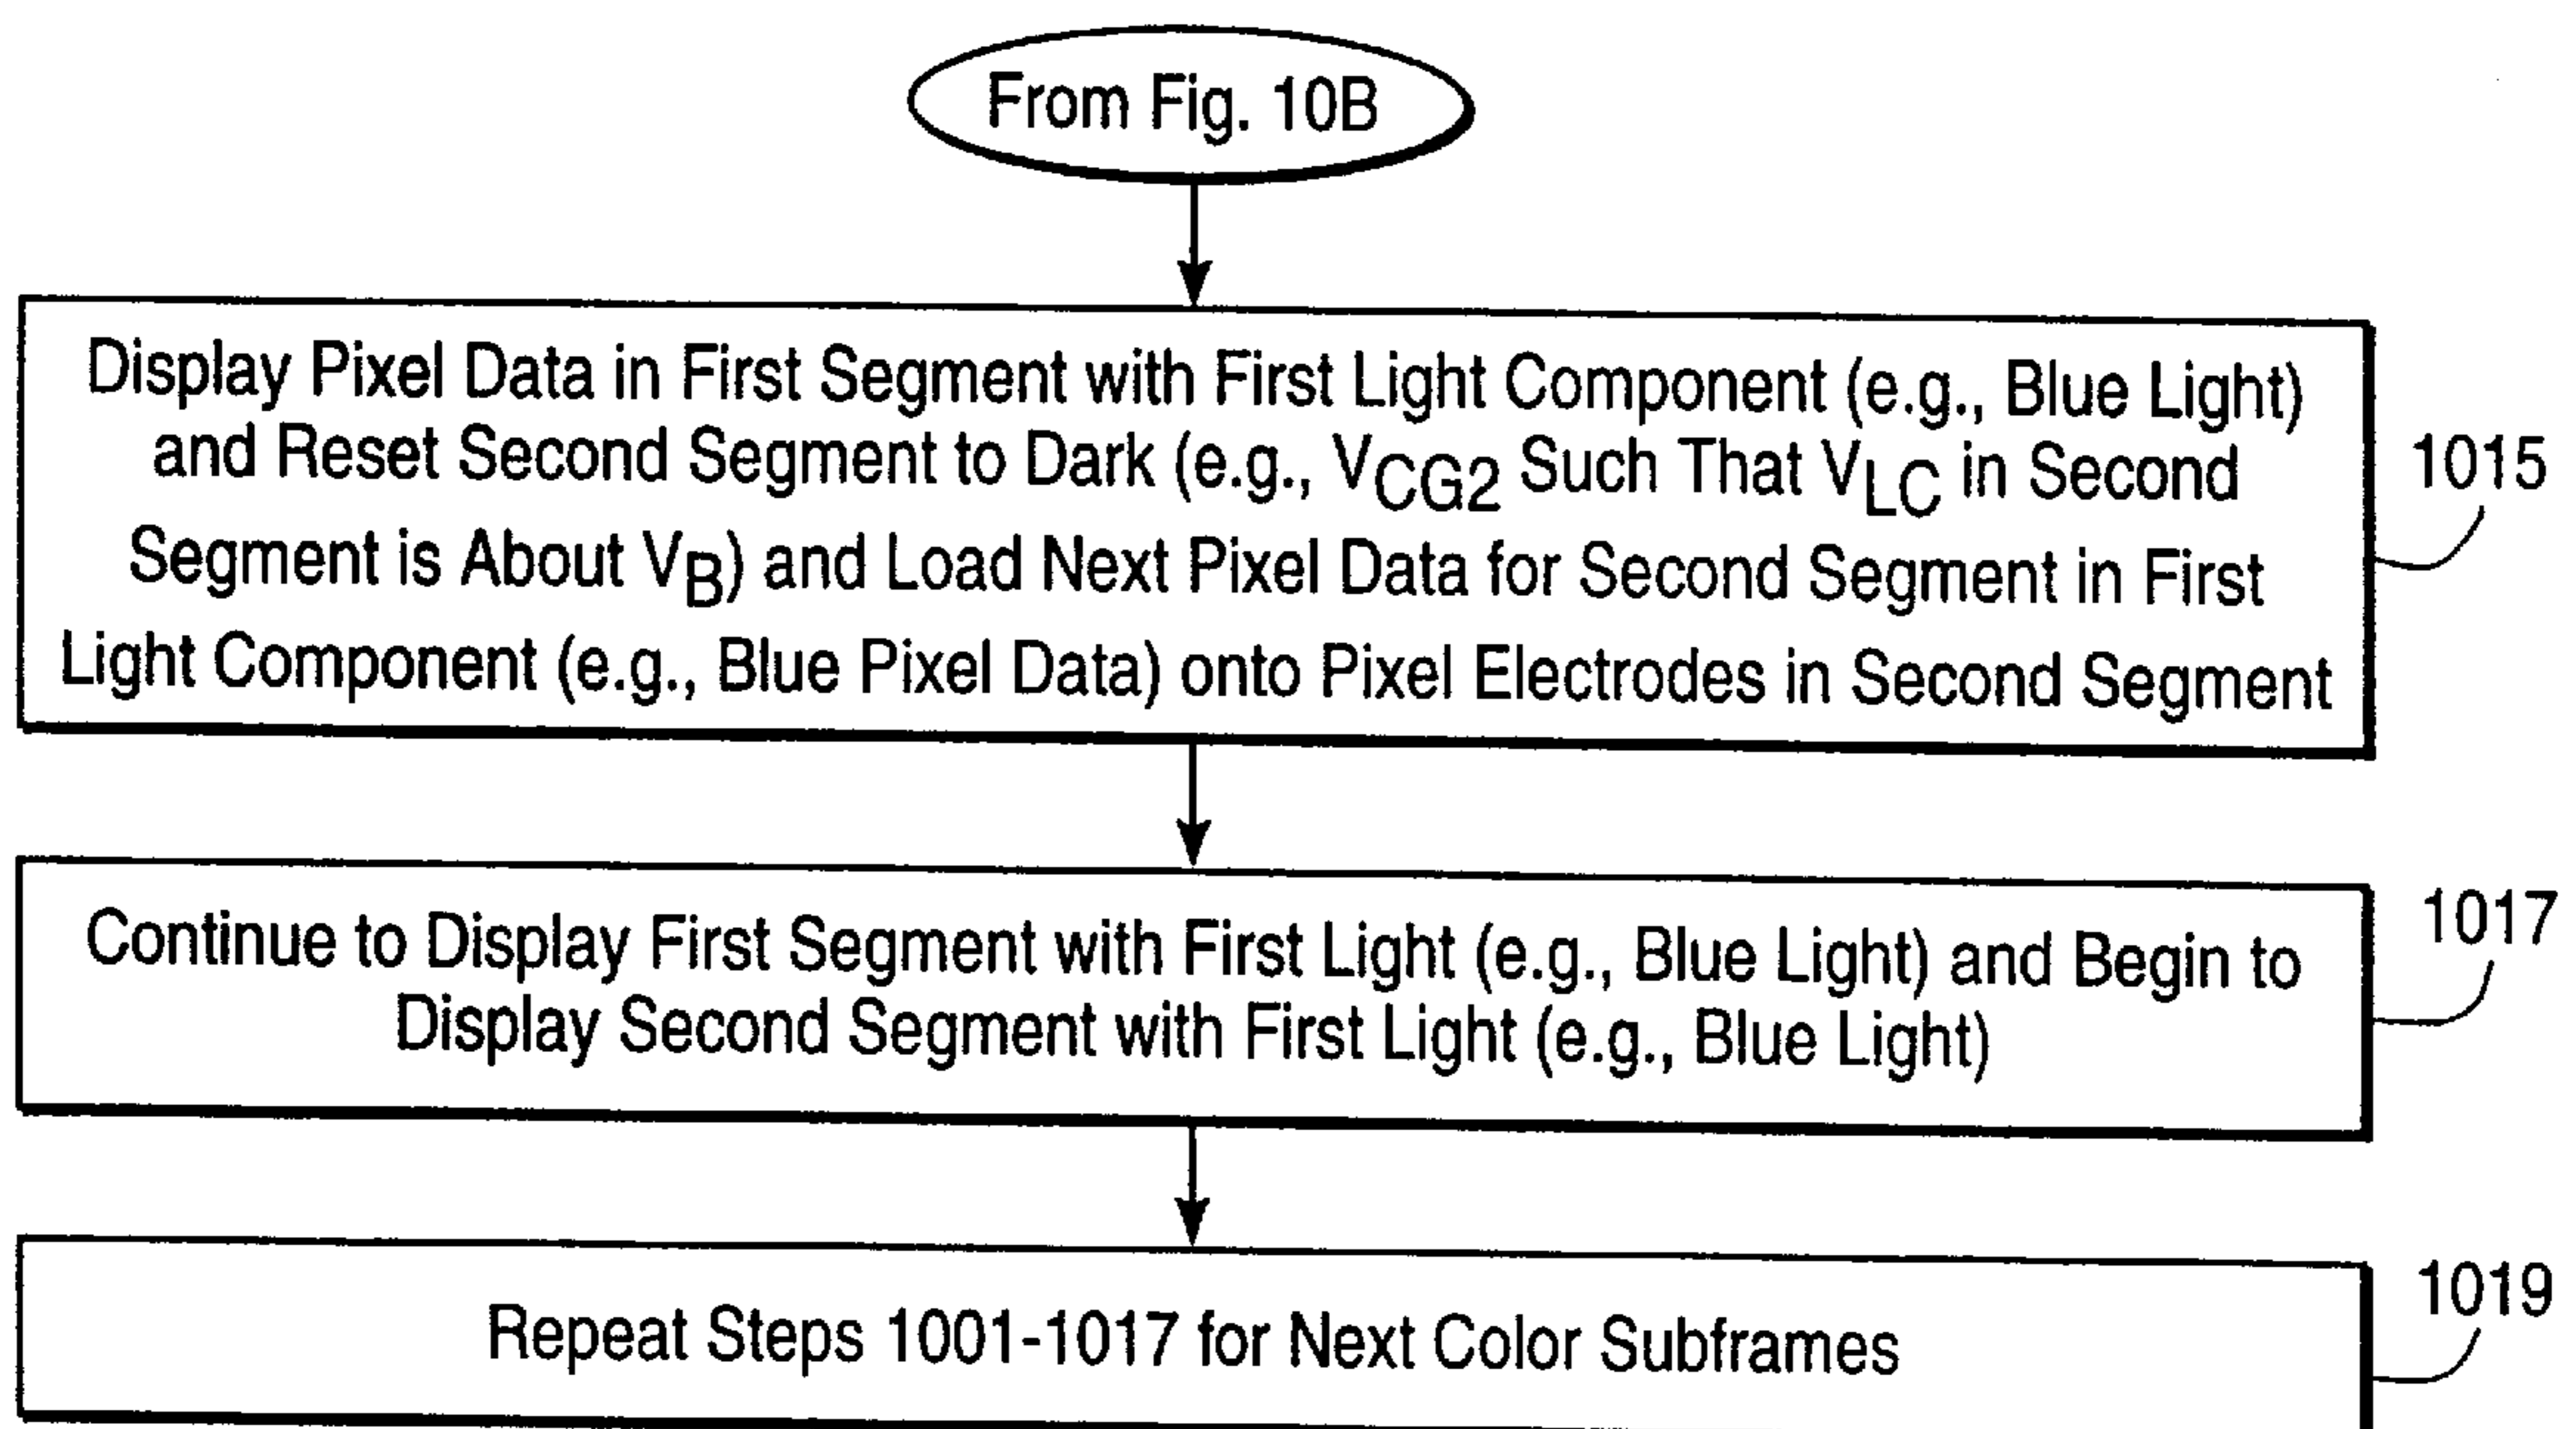 From Fig. 10B
Display Pixel Data in First Segment with First Light Component (e.g., Blue Light)
and Reset Second Segment to Dark (e.g., VCG2 Such That VLC in Second
Segment is About VB) and Load Next Pixel Data for Second Segment in First
Light Component (e.g., Blue Pixel Data) onto Pixel Electrodes in Second Segment
1015
Continue to Display First Segment with First Light (e.g., Blue Light) and Begin to
Display Second Segment with First Light (e.g., Blue Light)
1017
Repeat Steps 1001-1017 for Next Color Subframes
1019